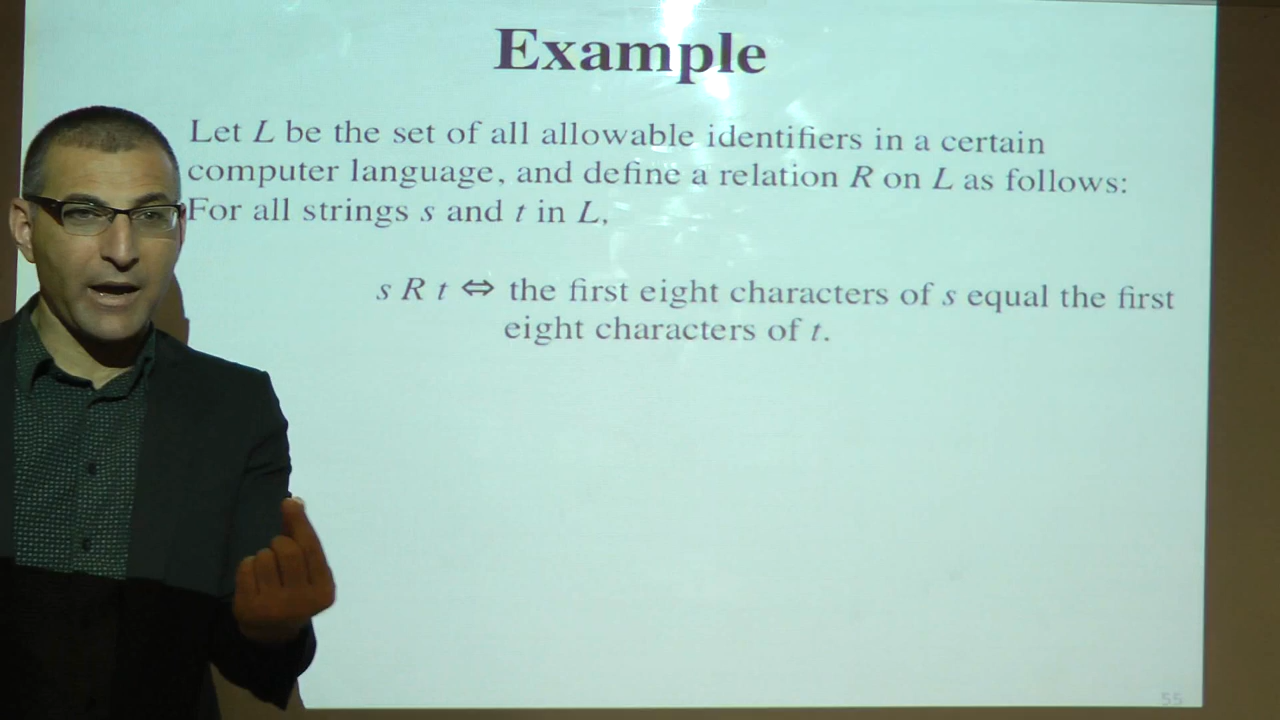 Example
Let L be the set of all allowable identifiers in a certain
computer language, and define a relation R on L as follows:
For all strings s and t in L,
s R t ⇔ the first eight characters of s equal the first
eight characters of t.
55